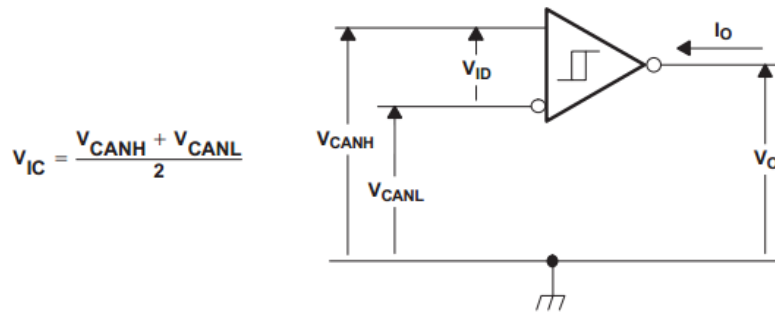 V_IC = (V_CANH + V_CANL) / 2
V_ID
V_CANH
V_CANL
I_O
V_O